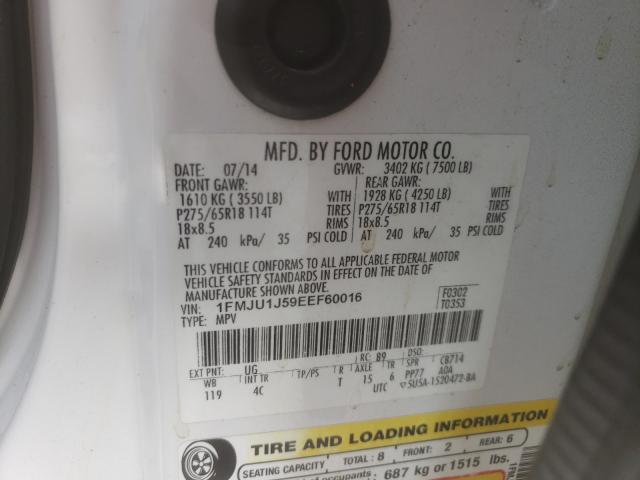 MFD. BY FORD MOTOR CO.
DATE: 07/14 GVWR: 3402 KG ( 7500 LB)
FRONT GAWR: REAR GAWR:
1610 KG ( 3550 LB) WITH 1928 KG ( 4250 LB) WITH
P275/65R18 114T TIRES P275/65R18 114T TIRES
18x8.5 RIMS 18x8.5 RIMS
AT 240 kPa/ 35 PSI COLD AT 240 kPa/ 35 PSI COLD
THIS VEHICLE CONFORMS TO ALL APPLICABLE FEDERAL MOTOR
VEHICLE SAFETY STANDARDS IN EFFECT ON THE DATE OF
MANUFACTURE SHOWN ABOVE.
VIN: 1FMJU1J59EEF60016 F0302
TYPE: MPV T0353
EXT PNT: UG RC: 89 DSO: C8714
WB INT TR TP/PS R AXLE TR PP77 A0A
119 4C T 15 6 UTC 5U5A-1520472-BA
TIRE AND LOADING INFORMATION
SEATING CAPACITY TOTAL: 8 FRONT: 2 REAR: 6
of occupants 687 kg or 1515 lbs.